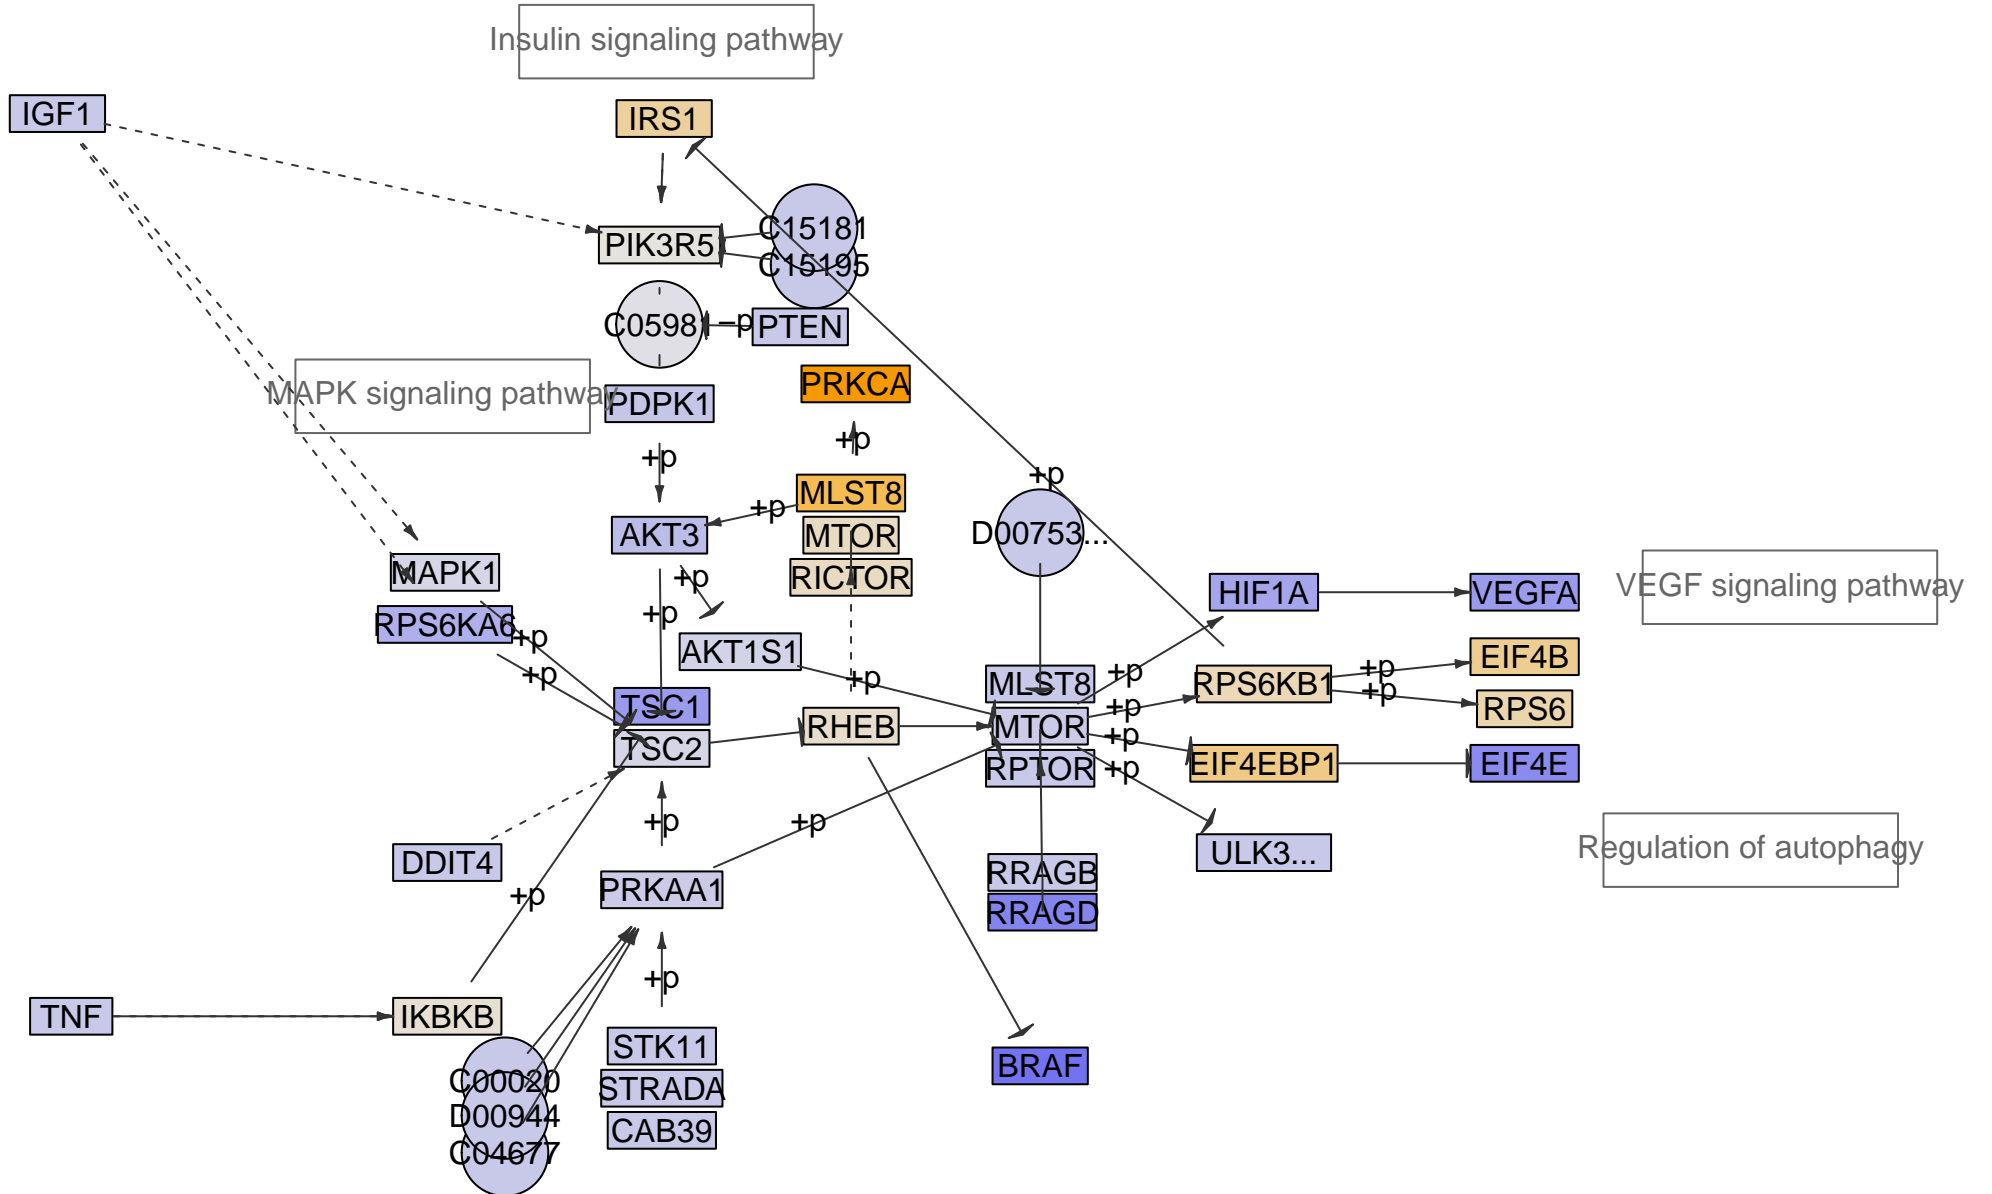 Insulin signaling pathway
IGF1
IRS1
PIK3R5
C15181
C15195
C05981
−p
PTEN
MAPK signaling pathway
PDPK1
PRKCA
+p
+p
MLST8
+p
+p
AKT3
MTOR
D00753...
RICTOR
MAPK1
+p
HIF1A
VEGFA
VEGF signaling pathway
RPS6KA6
+p
+p
AKT1S1
EIF4B
+p
+p
+p
+p
MLST8
RPS6KB1
+p
TSC1
+p
RPS6
MTOR
RHEB
+p
TSC2
RPTOR
+p
EIF4EBP1
EIF4E
+p
+p
Regulation of autophagy
DDIT4
ULK3...
RRAGB
PRKAA1
+p
RRAGD
+p
TNF
IKBKB
STK11
BRAF
C00020
STRADA
D00944
CAB39
C04677